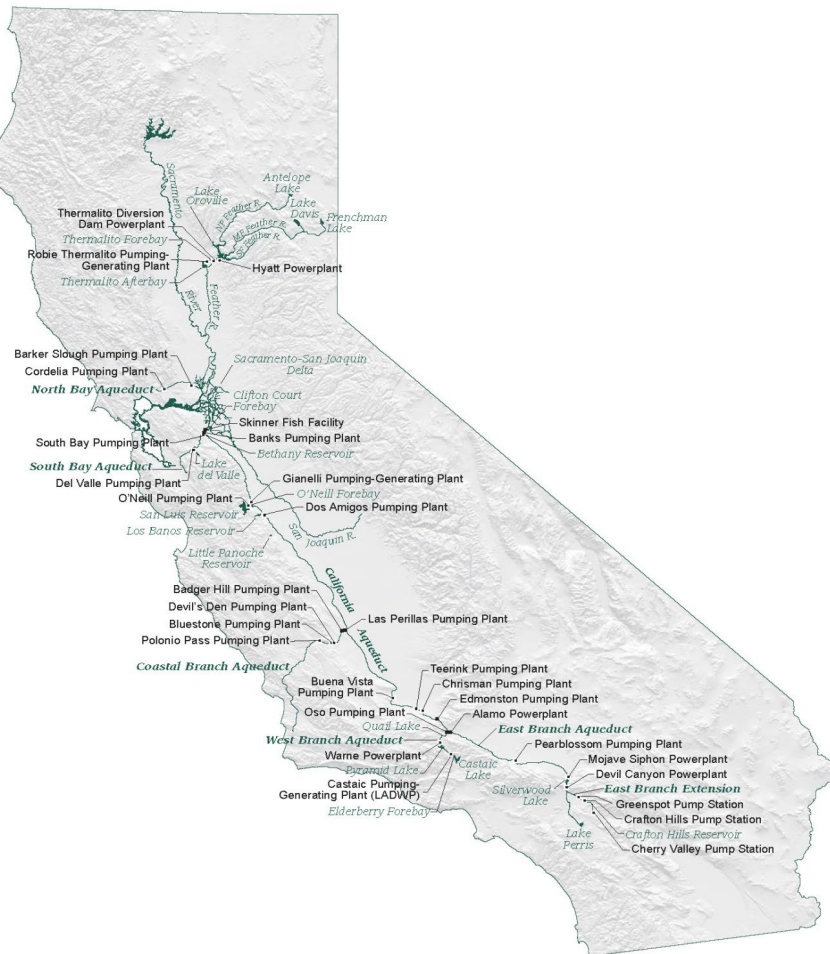 Antelope
Lake
Lake
Oroville
Sacramento
NF Feather R.
Lake
Davis
Frenchman
Lake
Thermalito Diversion
Dam Powerplant
MF Feather R.
SF Feather R.
Thermalito Forebay
Robie Thermalito Pumping-
Generating Plant
Hyatt Powerplant
Thermalito Afterbay
River
Feather R.
Barker Slough Pumping Plant
Sacramento-San Joaquin
Delta
Cordelia Pumping Plant
North Bay Aqueduct
Clifton Court
Forebay
Skinner Fish Facility
South Bay Pumping Plant
Banks Pumping Plant
Bethany Reservoir
South Bay Aqueduct
Lake
del Valle
Del Valle Pumping Plant
Gianelli Pumping-Generating Plant
O'Neill Pumping Plant
O'Neill Forebay
San Luis Reservoir
Dos Amigos Pumping Plant
Los Banos Reservoir
San Joaquin R.
Little Panoche
Reservoir
California
Aqueduct
Badger Hill Pumping Plant
Devil's Den Pumping Plant
Las Perillas Pumping Plant
Bluestone Pumping Plant
Polonio Pass Pumping Plant
Coastal Branch Aqueduct
Teerink Pumping Plant
Buena Vista
Pumping Plant
Chrisman Pumping Plant
Edmonston Pumping Plant
Oso Pumping Plant
Alamo Powerplant
Quail Lake
East Branch Aqueduct
West Branch Aqueduct
Pearblossom Pumping Plant
Warne Powerplant
Mojave Siphon Powerplant
Pyramid Lake
Castaic
Lake
Devil Canyon Powerplant
Castaic Pumping-
Generating Plant (LADWP)
Silverwood
Lake
East Branch Extension
Elderberry Forebay
Greenspot Pump Station
Crafton Hills Pump Station
Lake
Perris
Crafton Hills Reservoir
Cherry Valley Pump Station